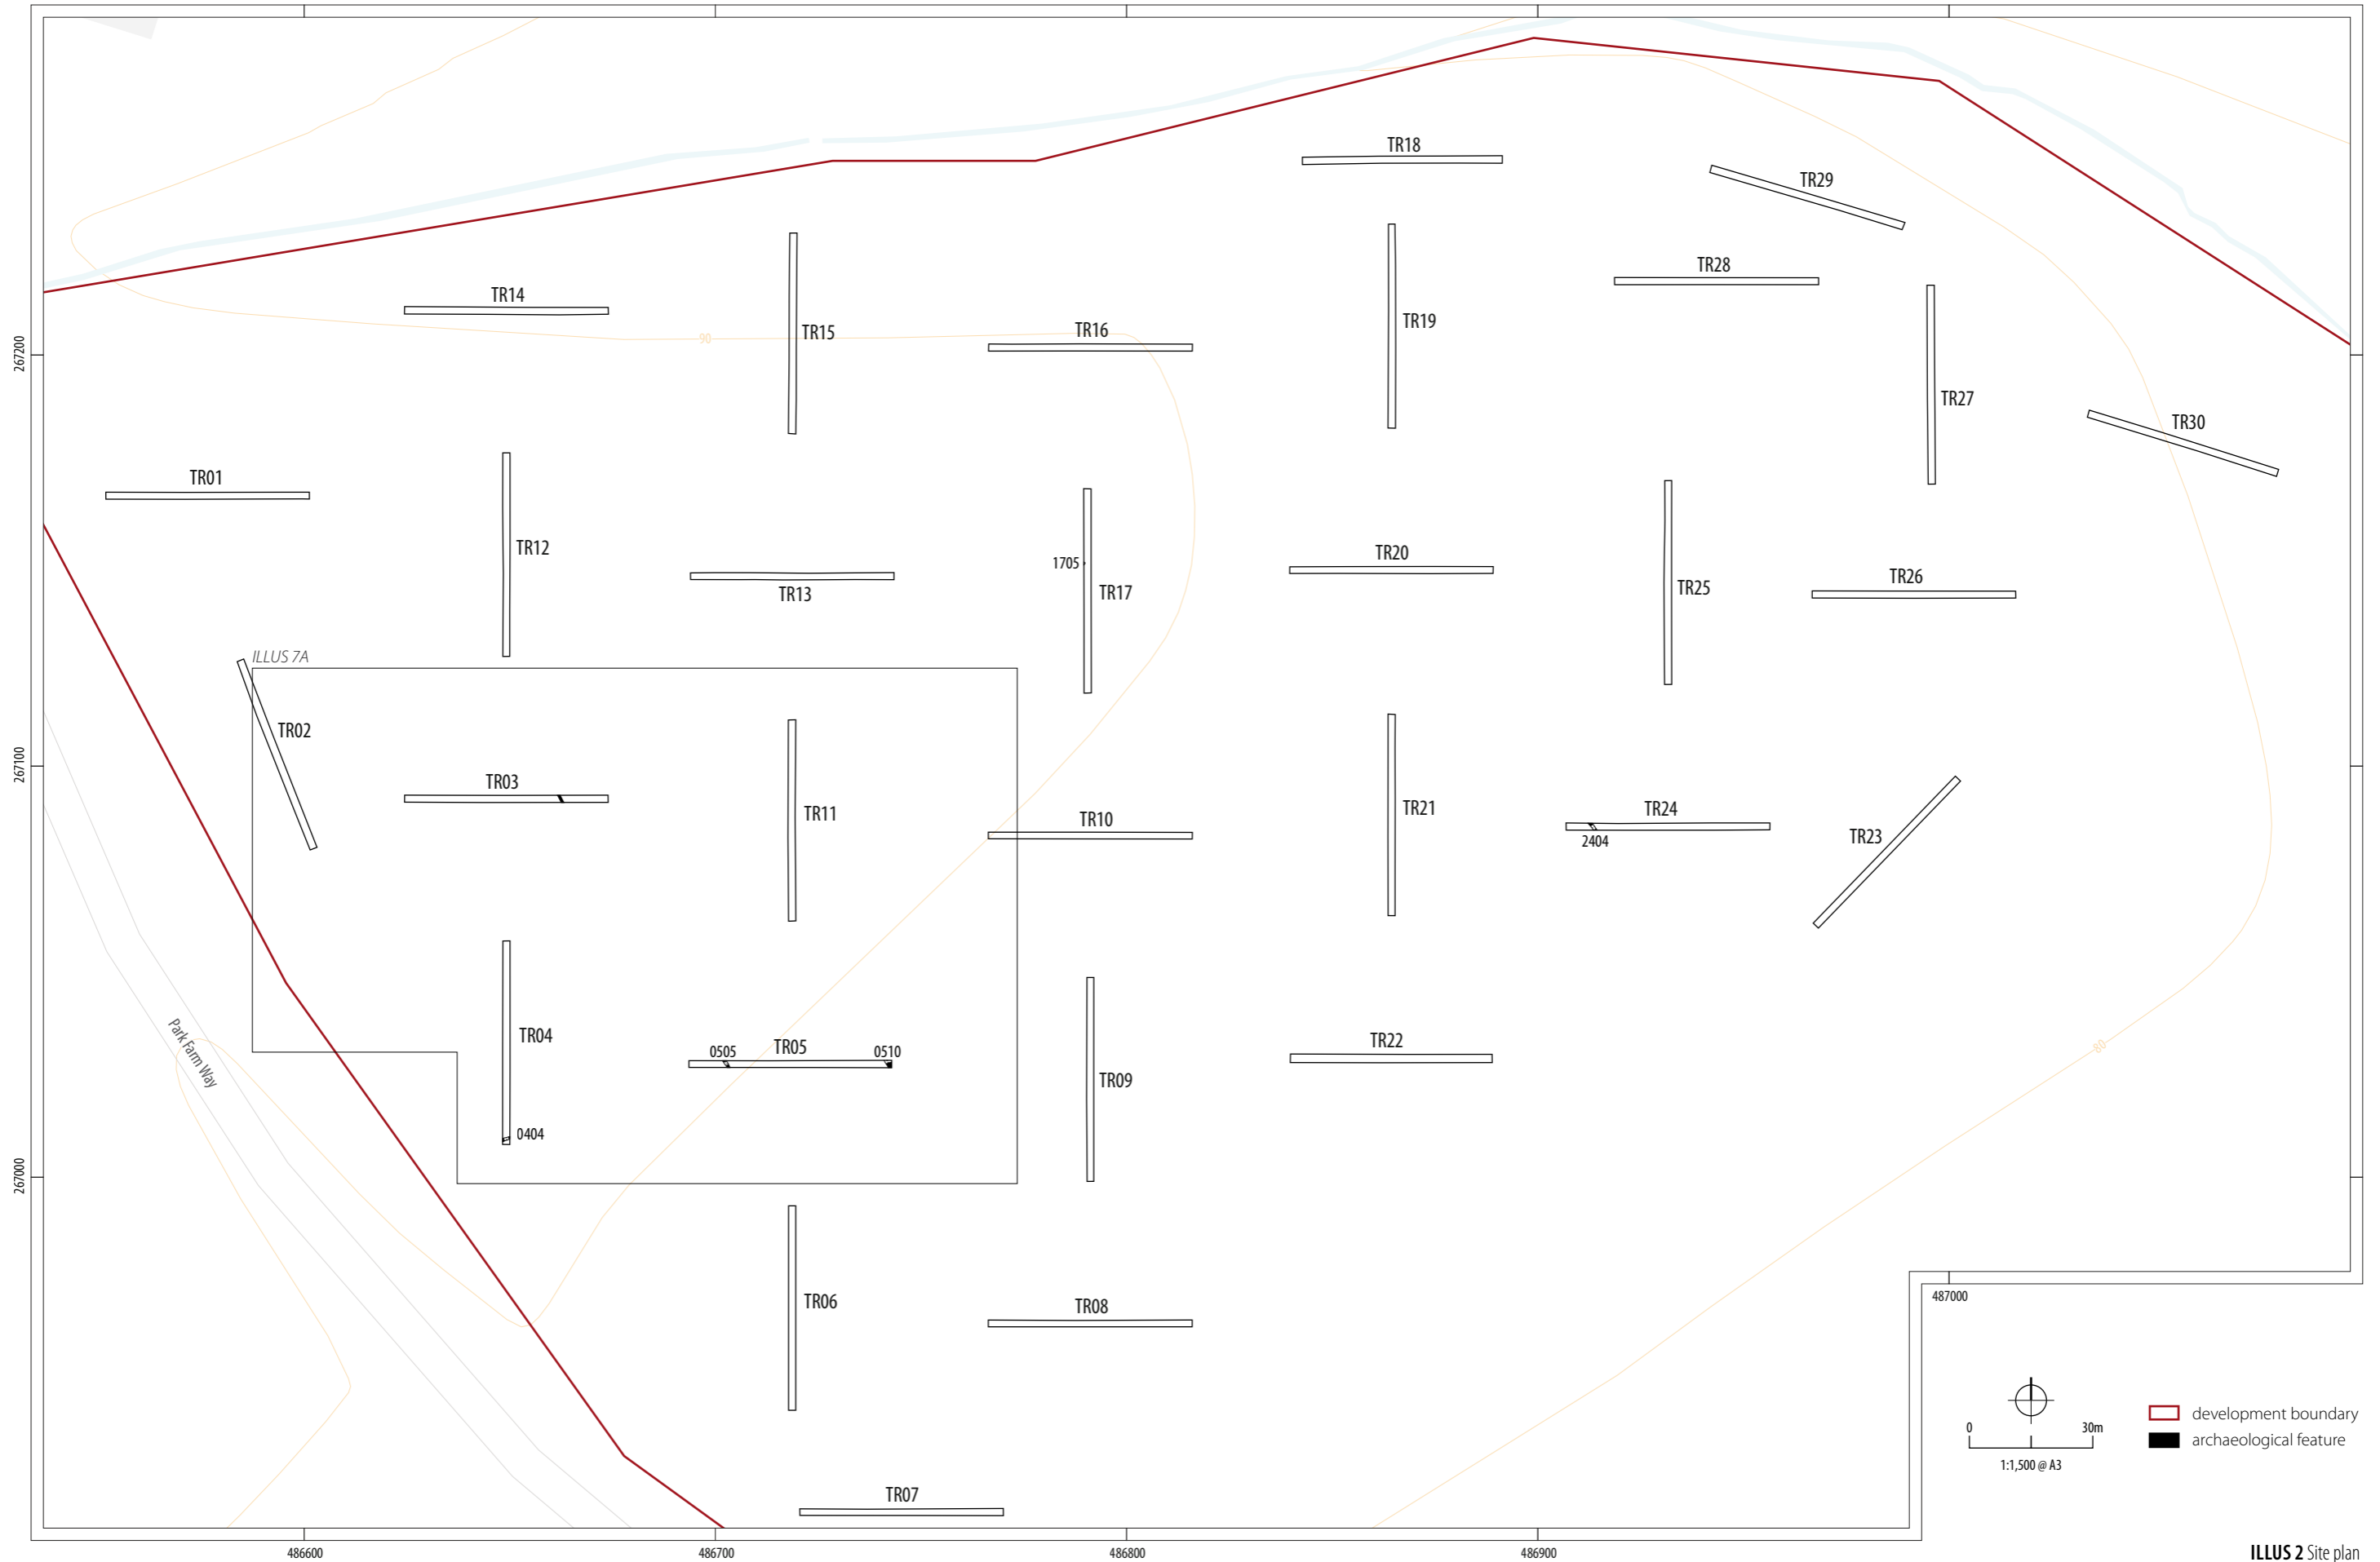 TR18
TR29
TR28
TR14
TR15
TR16
TR19
90
267200
TR27
TR30
TR01
TR12
TR13
1705
TR17
TR20
TR25
TR26
ILLUS 7A
TR02
267100
TR03
TR11
TR10
TR21
TR24
2404
TR23
Park Farm Way
TR04
0404
0505
TR05
0510
TR09
TR22
80
267000
TR06
TR08
TR07
487000
0 30m
1:1,500 @ A3
development boundary
archaeological feature
486600
486700
486800
486900
ILLUS 2 Site plan